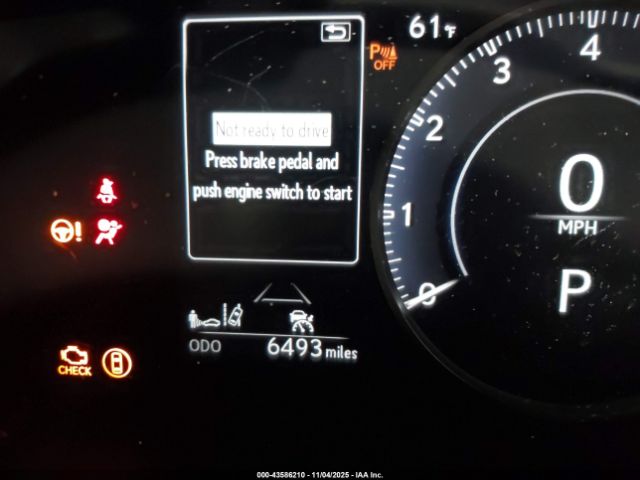 61°F
P
OFF
Not ready to drive
Press brake pedal and
push engine switch to start
4
3
2
1
0
0
MPH
P
CHECK
ODO 6493 miles
000-43586210 - 11/04/2025 - IAA Inc.